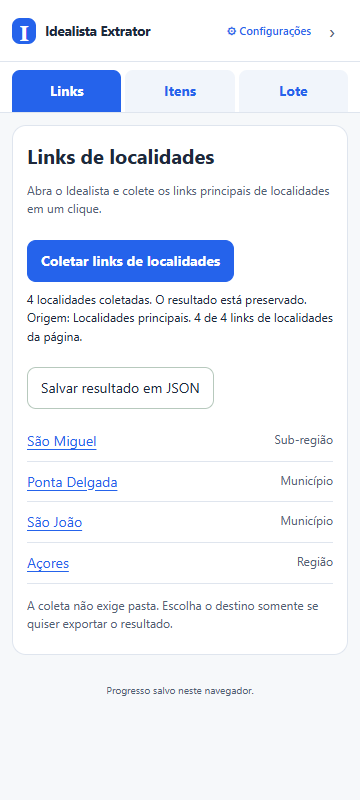 I Idealista Extrator ⚙ Configurações ›
Links Itens Lote
Links de localidades
Abra o Idealista e colete os links principais de localidades
em um clique.
Coletar links de localidades
4 localidades coletadas. O resultado está preservado.
Origem: Localidades principais. 4 de 4 links de localidades
da página.
Salvar resultado em JSON
São Miguel Sub-região
Ponta Delgada Município
São João Município
Açores Região
A coleta não exige pasta. Escolha o destino somente se
quiser exportar o resultado.
Progresso salvo neste navegador.